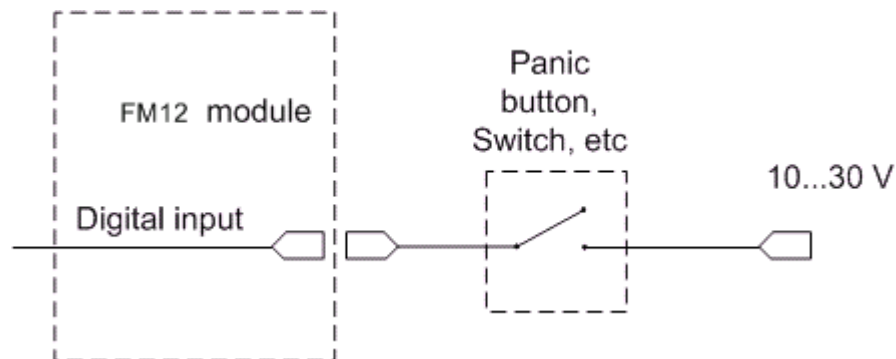 FM12 module
Panic
button,
Switch, etc
10...30 V
Digital input